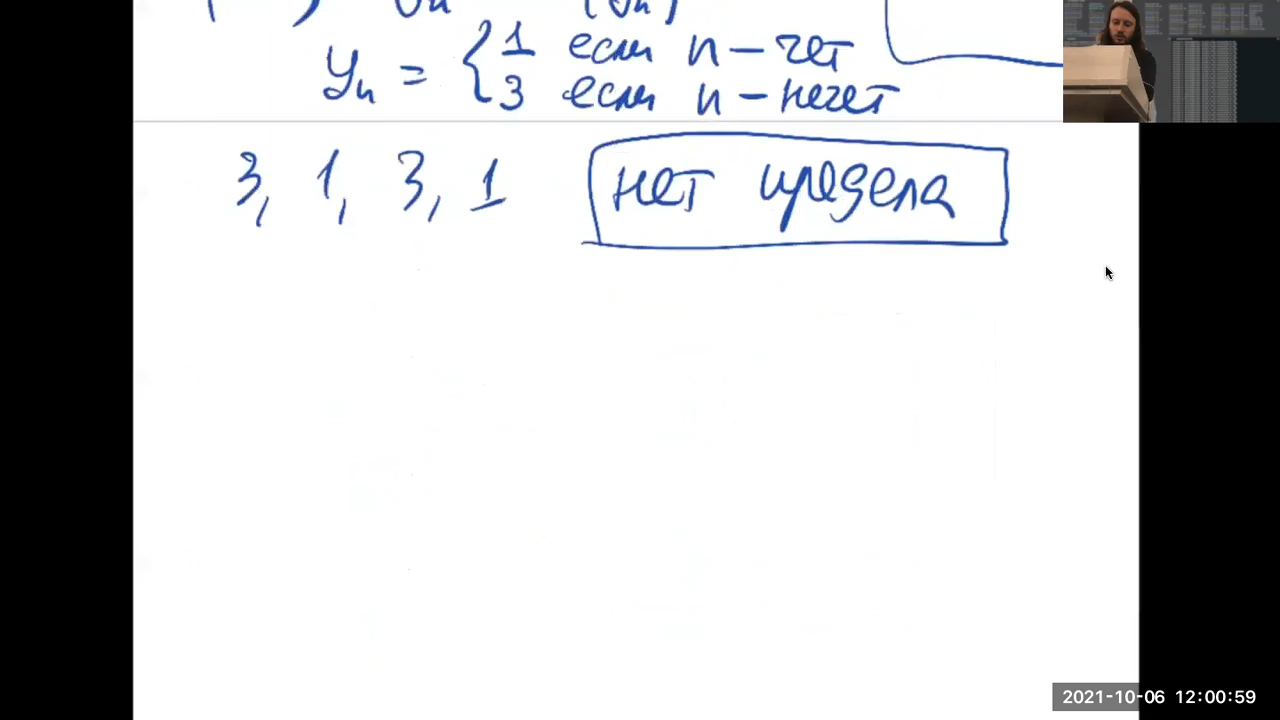 yₙ = { 1 если n – чет
3 если n – нечет
3, 1, 3, 1 нет предела
2021-10-06 12:00:59